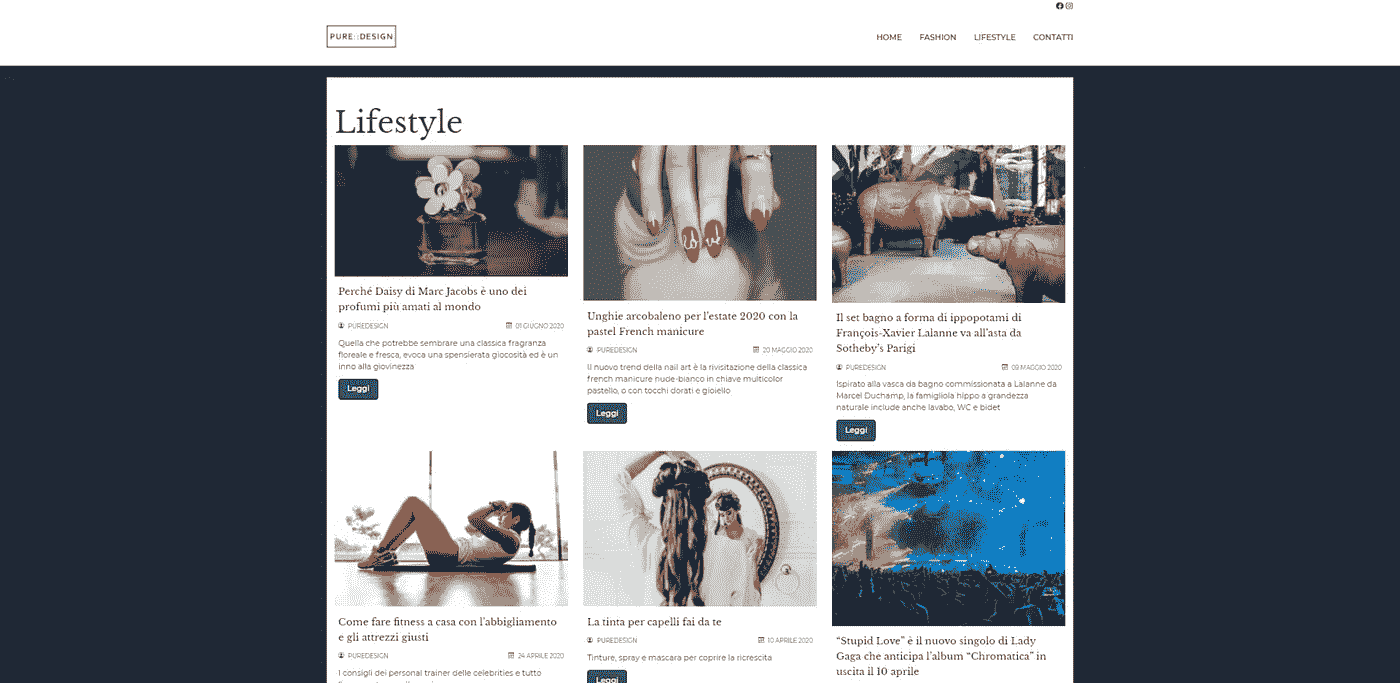 PURE::DESIGN
HOME FASHION LIFESTYLE CONTATTI
Lifestyle
Perché Daisy di Marc Jacobs è uno dei
profumi più amati al mondo
PUREDESIGN 01 GIUGNO 2020
Quella che potrebbe sembrare una classica fragranza
floreale e fresca, evoca una spensierata giocosità ed è un
inno alla giovinezza
Leggi
love
Unghie arcobaleno per l'estate 2020 con la
pastel French manicure
PUREDESIGN 20 MAGGIO 2020
Il nuovo trend della nail art è la rivisitazione della classica
french manicure nude-bianco in chiave multicolor
pastello, o con tocchi dorati e gioiello
Leggi
Il set bagno a forma di ippopotami di
François-Xavier Lalanne va all'asta da
Sotheby's Parigi
PUREDESIGN 09 MAGGIO 2020
Ispirato alla vasca da bagno commissionata a Lalanne da
Marcel Duchamp, la famigliola hippo a grandezza
naturale include anche lavabo, WC e bidet
Leggi
Come fare fitness a casa con l'abbigliamento
e gli attrezzi giusti
PUREDESIGN 24 APRILE 2020
I consigli dei personal trainer delle celebrities e tutto
La tinta per capelli fai da te
PUREDESIGN 10 APRILE 2020
Tinture, spray e mascara per coprire la ricrescita
Leggi
“Stupid Love” è il nuovo singolo di Lady
Gaga che anticipa l'album “Chromatica” in
uscita il 10 aprile